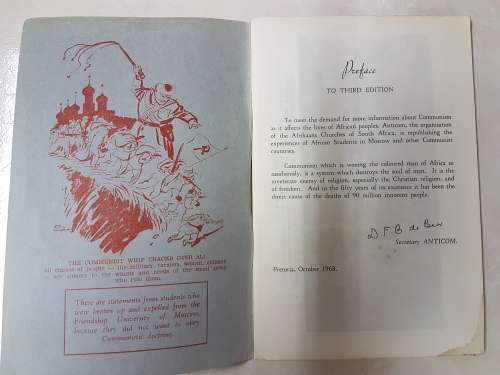 THE COMMUNIST WHIP CRACKS OVER ALL
All classes of people — the military, farmers, women, children
— are subject to the whims and needs of the small group
who rule them.
These are statements from students who
were beaten up and expelled from the
Friendship University of Moscow,
because they did not want to obey
Communistic doctrine.
Preface
TO THIRD EDITION
To meet the demand for more information about Communism
as it affects the lives of African peoples, Antikom, the organisation
of the Afrikaans Churches of South Africa, is republishing the
experiences of African Students in Moscow and other Communist
countries.
Communism which is wooing the coloured man of Africa so
assiduously, is a system which destroys the soul of man. It is the
inveterate enemy of religion, especially the Christian religion, and
of freedom. And in the fifty years of its existence it has been the
direct cause of the deaths of 90 million innocent people.
D F B de Beer
Secretary ANTICOM.
Pretoria, October 1968.